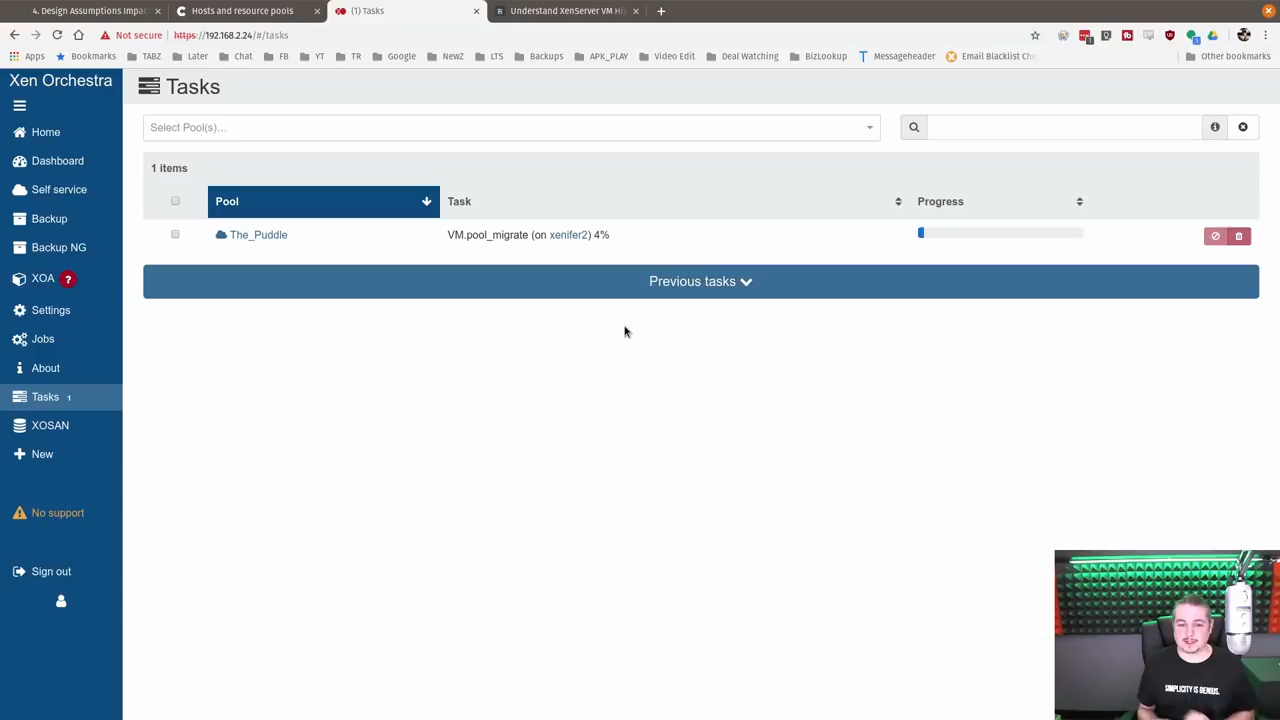 4. Design Assumptions Impac
Hosts and resource pools
(1) Tasks
Understand XenServer VM Hi
Not secure
https://192.168.2.24/#/tasks
Apps
Bookmarks
TABZ
Later
Chat
FB
YT
TR
Google
NewZ
LTS
Backups
APK_PLAY
Video Edit
Deal Watching
BizLookup
Messageheader
Email Blacklist Che
Other bookmarks
Xen Orchestra
Home
Dashboard
Self service
Backup
Backup NG
XOA ?
Settings
Jobs
About
Tasks 1
XOSAN
New
No support
Sign out
Tasks
Select Pool(s)...
1 items
Pool
Task
Progress
The_Puddle
VM.pool_migrate (on xenifer2) 4%
Previous tasks
SIMPLICITY IS GENIUS.